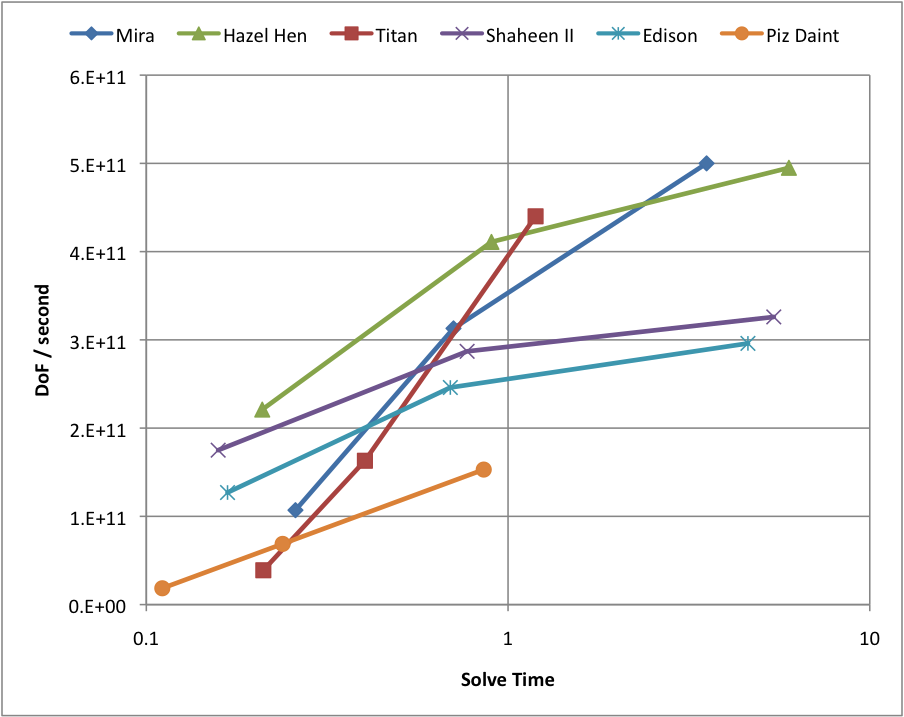 Mira Hazel Hen Titan Shaheen II Edison Piz Daint
6.E+11
5.E+11
4.E+11
3.E+11
2.E+11
1.E+11
0.E+00
DoF / second
0.1 1 10
Solve Time